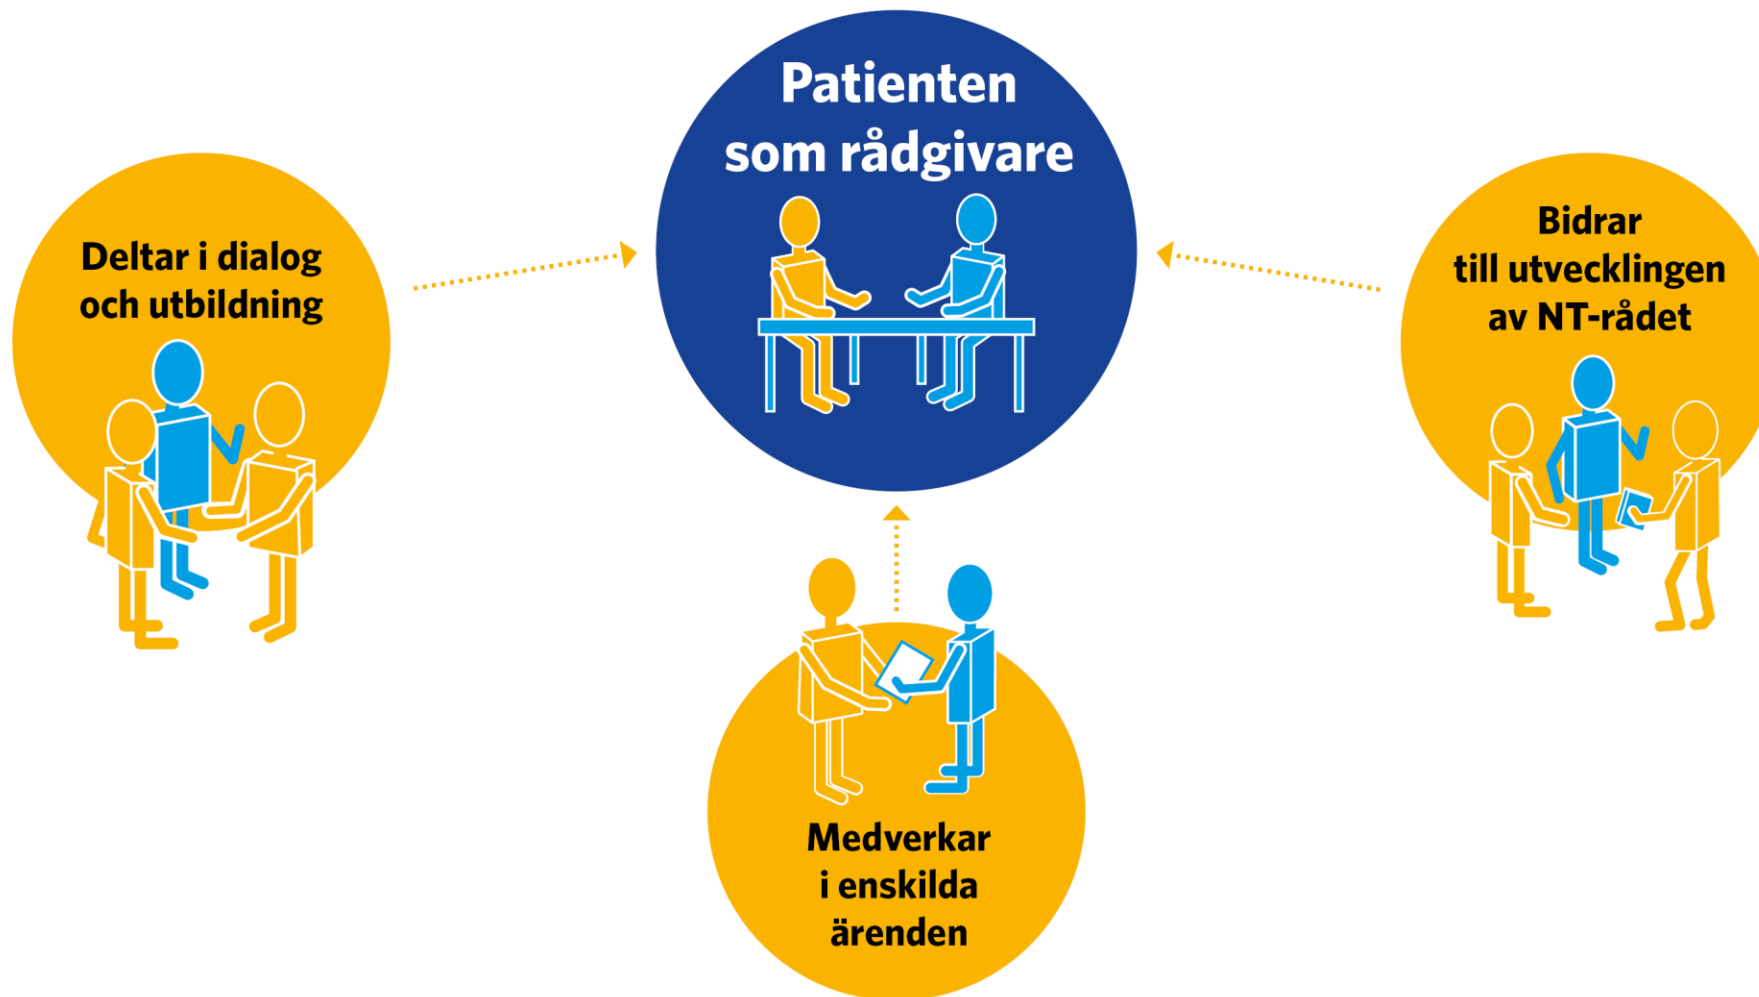 Patienten
som rådgivare
Deltar i dialog
och utbildning
Bidrar
till utvecklingen
av NT-rådet
Medverkar
i enskilda
ärenden